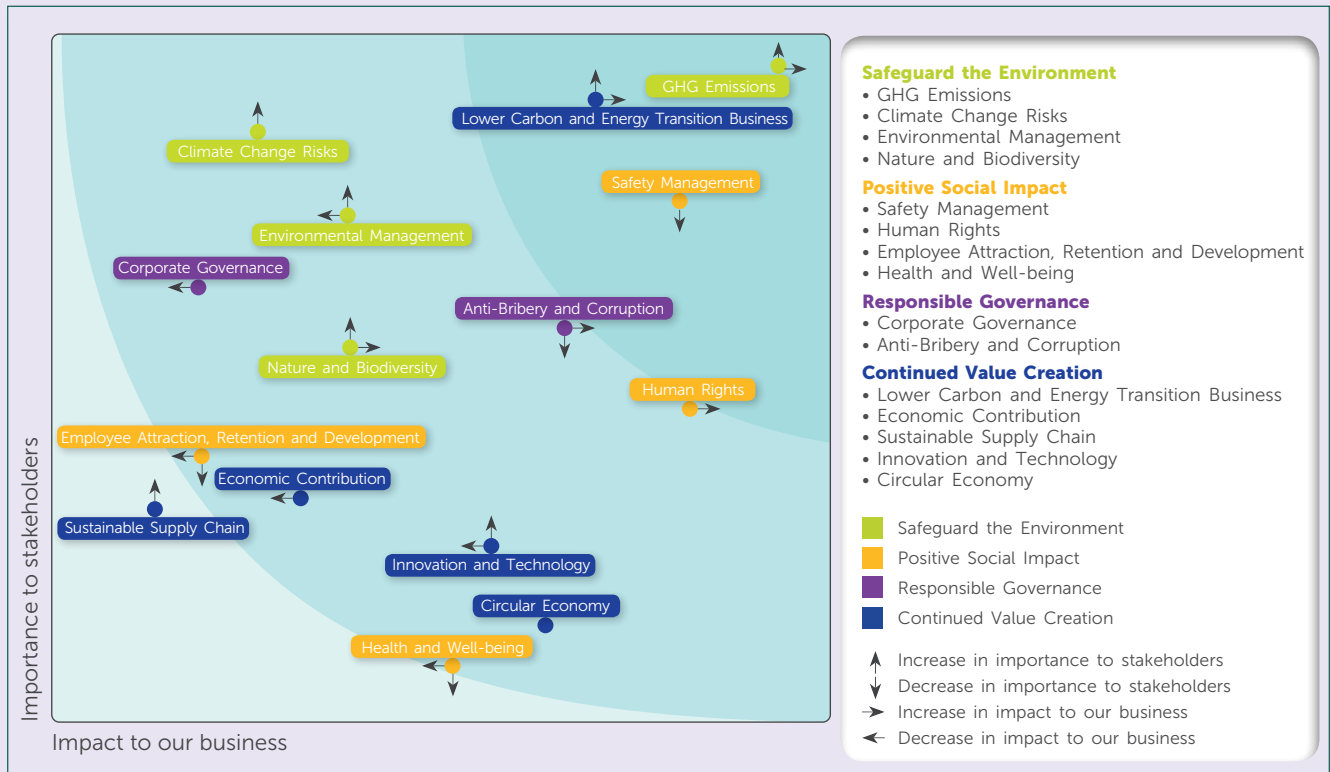 GHG Emissions
Lower Carbon and Energy Transition Business
Climate Change Risks
Safety Management
Environmental Management
Corporate Governance
Anti-Bribery and Corruption
Nature and Biodiversity
Human Rights
Employee Attraction, Retention and Development
Economic Contribution
Sustainable Supply Chain
Innovation and Technology
Circular Economy
Health and Well-being
Importance to stakeholders
Impact to our business
Safeguard the Environment
• GHG Emissions
• Climate Change Risks
• Environmental Management
• Nature and Biodiversity
Positive Social Impact
• Safety Management
• Human Rights
• Employee Attraction, Retention and Development
• Health and Well-being
Responsible Governance
• Corporate Governance
• Anti-Bribery and Corruption
Continued Value Creation
• Lower Carbon and Energy Transition Business
• Economic Contribution
• Sustainable Supply Chain
• Innovation and Technology
• Circular Economy
Safeguard the Environment
Positive Social Impact
Responsible Governance
Continued Value Creation
Increase in importance to stakeholders
Decrease in importance to stakeholders
Increase in impact to our business
Decrease in impact to our business